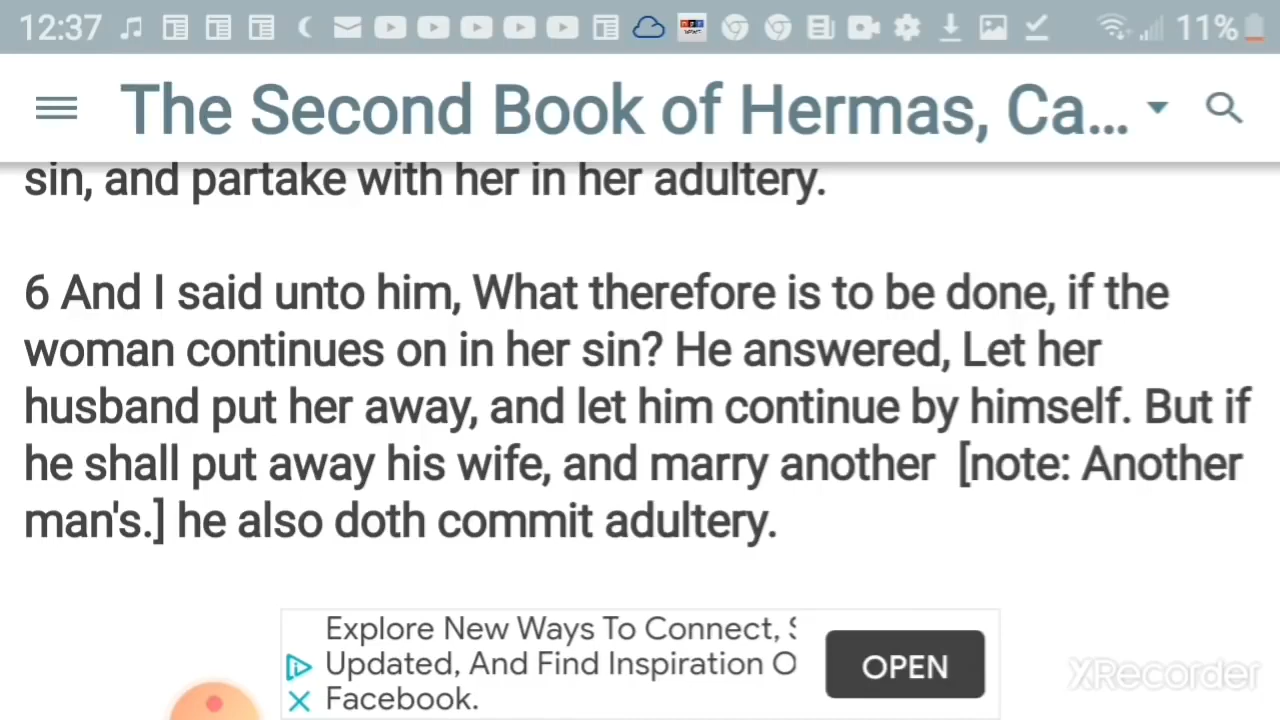 12:37
11%
The Second Book of Hermas, Ca...
sin, and partake with her in her adultery.
6 And I said unto him, What therefore is to be done, if the
woman continues on in her sin? He answered, Let her
husband put her away, and let him continue by himself. But if
he shall put away his wife, and marry another [note: Another
man's.] he also doth commit adultery.
Explore New Ways To Connect,
Updated, And Find Inspiration O
Facebook.
OPEN
XRecorder